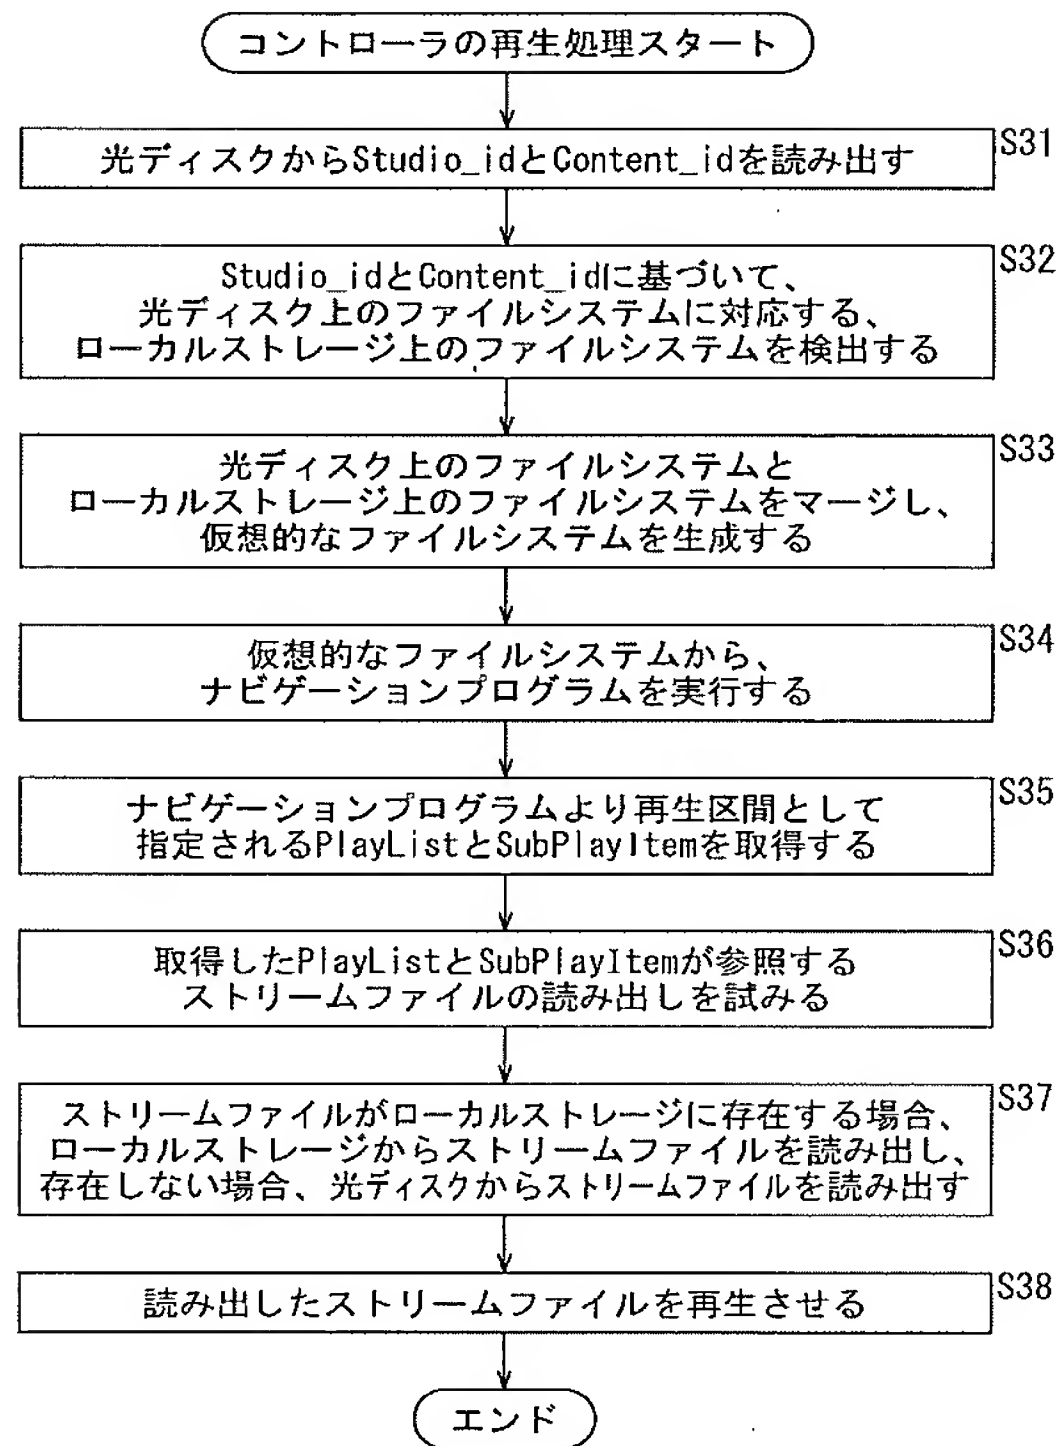 コントローラの再生処理スタート
S31
光ディスクからStudio_idとContent_idを読み出す
S32
Studio_idとContent_idに基づいて、
光ディスク上のファイルシステムに対応する、
ローカルストレージ上のファイルシステムを検出する
S33
光ディスク上のファイルシステムと
ローカルストレージ上のファイルシステムをマージし、
仮想的なファイルシステムを生成する
S34
仮想的なファイルシステムから、
ナビゲーションプログラムを実行する
S35
ナビゲーションプログラムより再生区間として
指定されるPlayListとSubPlayItemを取得する
S36
取得したPlayListとSubPlayItemが参照する
ストリームファイルの読み出しを試みる
S37
ストリームファイルがローカルストレージに存在する場合、
ローカルストレージからストリームファイルを読み出し、
存在しない場合、光ディスクからストリームファイルを読み出す
S38
読み出したストリームファイルを再生させる
エンド